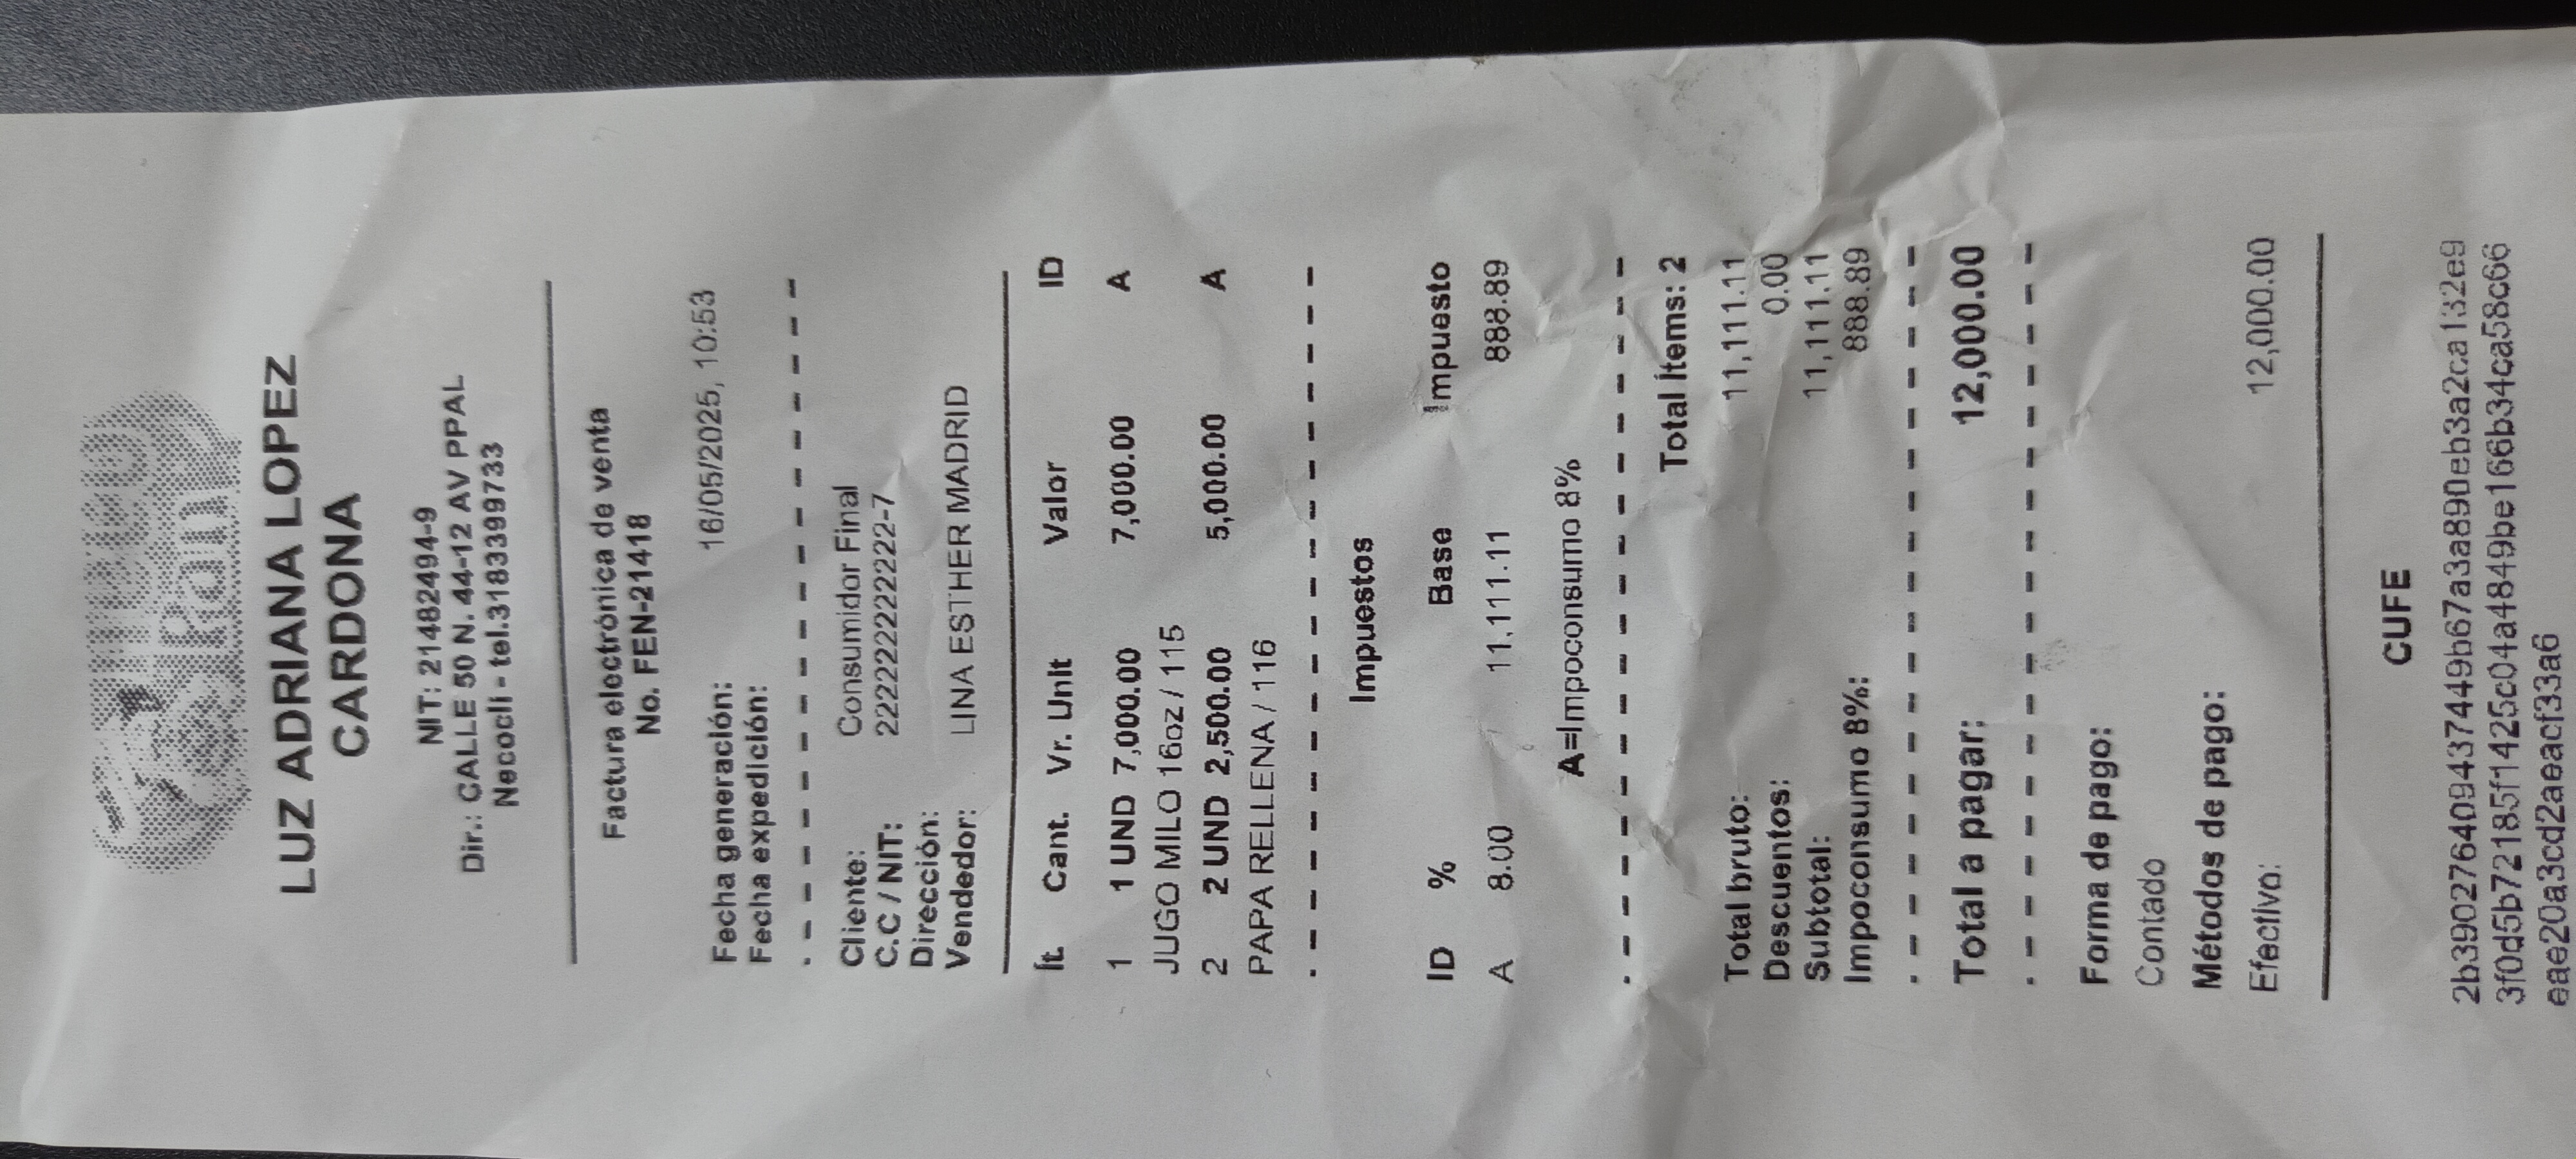 Pain
LUZ ADRIANA LOPEZ
CARDONA
NIT: 21482494-9
Dir.: CALLE 50 N. 44-12 AV PPAL
Necocli - tel.3183399733
Factura electrónica de venta
No. FEN-21418
Fecha generación: 16/05/2025, 10:53
Fecha expedición:
Cliente: Consumidor Final
C.C / NIT: 222222222222-7
Dirección:
Vendedor: LINA ESTHER MADRID
Ít. Cant. Vr. Unit Valor ID
1 1 UND 7,000.00 7,000.00 A
JUGO MILO 16oz / 115
2 2 UND 2,500.00 5,000.00 A
PAPA RELLENA / 116
Impuestos
ID % Base Impuesto
A 8.00 11,111.11 888.89
A=Impoconsumo 8%
Total Ítems: 2
Total bruto: 11,111.11
Descuentos: 0.00
Subtotal: 11,111.11
Impoconsumo 8%: 888.89
Total a pagar: 12,000.00
Forma de pago:
Contado
Métodos de pago:
Efectivo: 12,000.00
CUFE
2b390276409437449b67a3a890eb3a2ca132e9
3f0d5b72185f1425c04a4849be166b34ca58c66
eae20a3cd2aeacf33a6